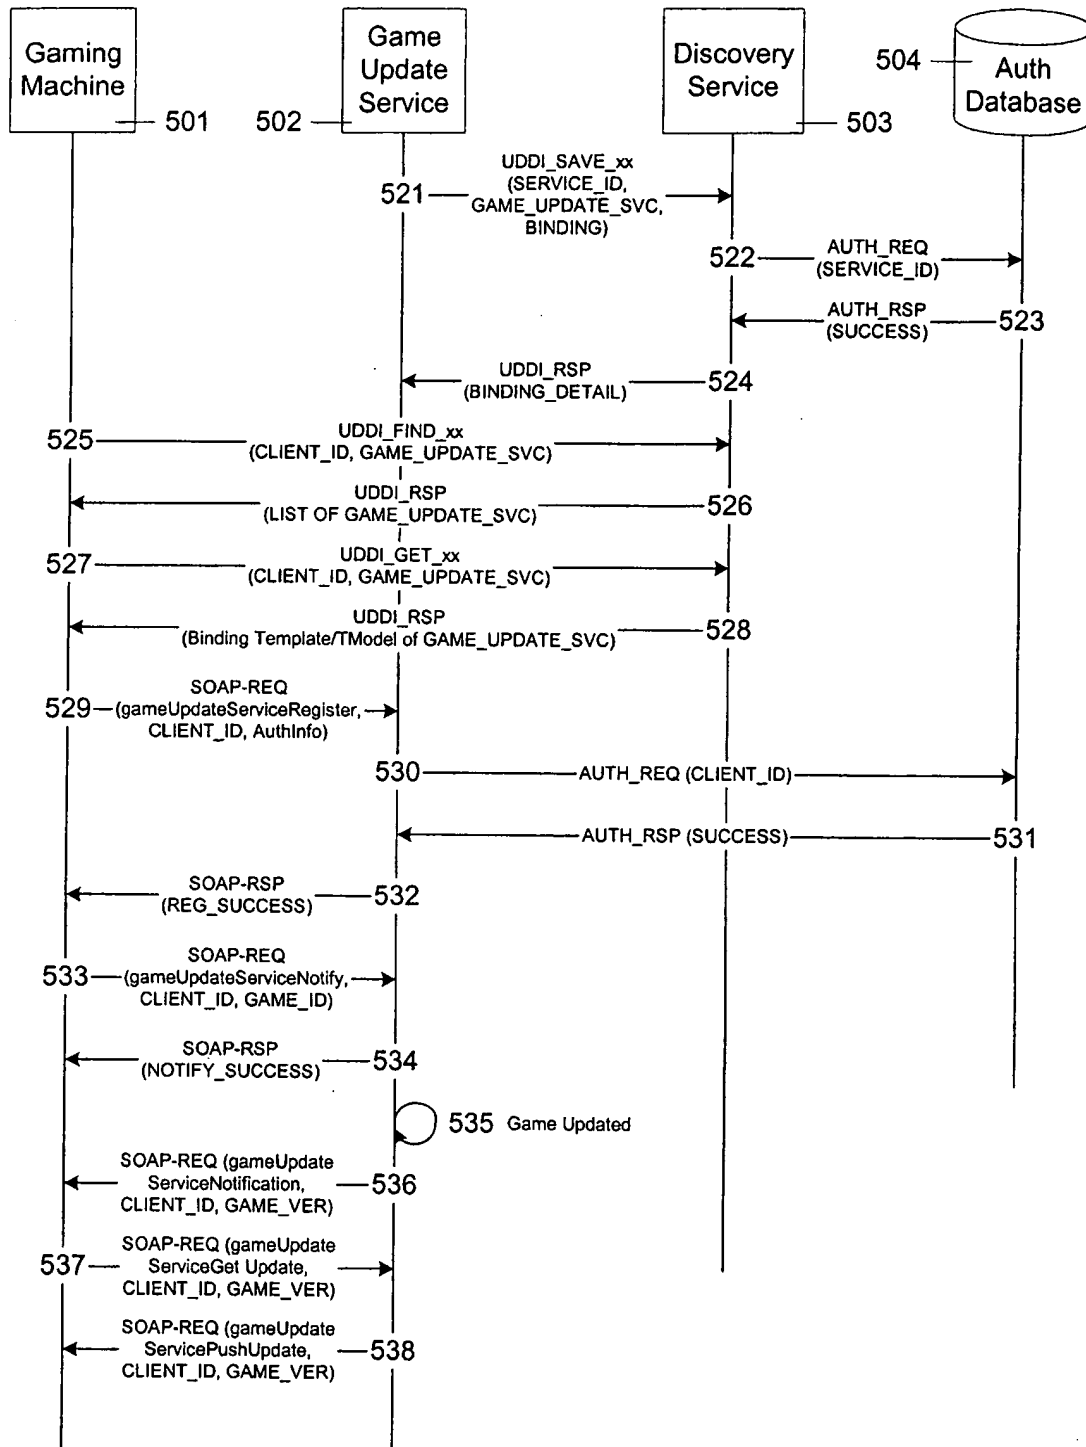 Gaming
Machine
501
Game
Update
Service
502
Discovery
Service
503
504
Auth
Database
521
UDDI_SAVE_xx
(SERVICE_ID,
GAME_UPDATE_SVC,
BINDING)
522
AUTH_REQ
(SERVICE_ID)
AUTH_RSP
(SUCCESS)
523
UDDI_RSP
(BINDING_DETAIL)
524
525
UDDI_FIND_xx
(CLIENT_ID, GAME_UPDATE_SVC)
UDDI_RSP
(LIST OF GAME_UPDATE_SVC)
526
527
UDDI_GET_xx
(CLIENT_ID, GAME_UPDATE_SVC)
UDDI_RSP
(Binding Template/TModel of GAME_UPDATE_SVC)
528
529
SOAP-REQ
(gameUpdateServiceRegister,
CLIENT_ID, AuthInfo)
530
AUTH_REQ (CLIENT_ID)
AUTH_RSP (SUCCESS)
531
SOAP-RSP
(REG_SUCCESS)
532
533
SOAP-REQ
(gameUpdateServiceNotify,
CLIENT_ID, GAME_ID)
SOAP-RSP
(NOTIFY_SUCCESS)
534
535 Game Updated
SOAP-REQ (gameUpdate
ServiceNotification,
CLIENT_ID, GAME_VER)
536
537
SOAP-REQ (gameUpdate
ServiceGet Update,
CLIENT_ID, GAME_VER)
SOAP-REQ (gameUpdate
ServicePushUpdate,
CLIENT_ID, GAME_VER)
538